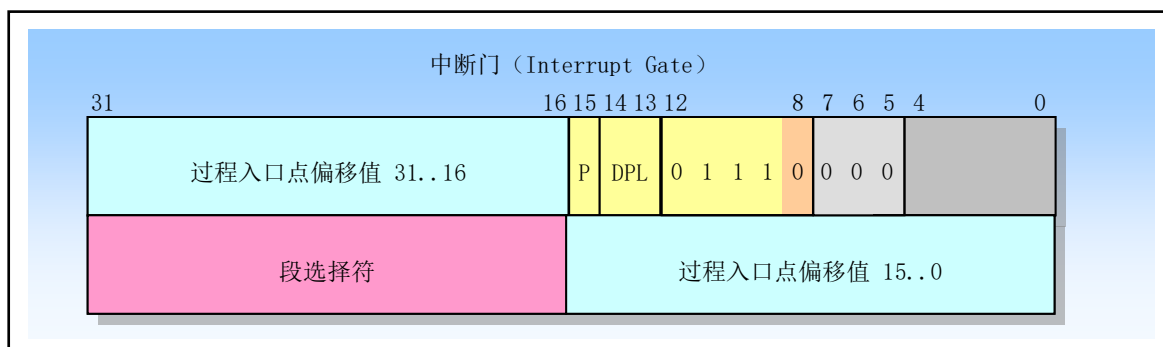 中断门（Interrupt Gate）
31 16 15 14 13 12 8 7 6 5 4 0
过程入口点偏移值 31..16 P DPL 0 1 1 1 0 0 0 0
段选择符 过程入口点偏移值 15..0